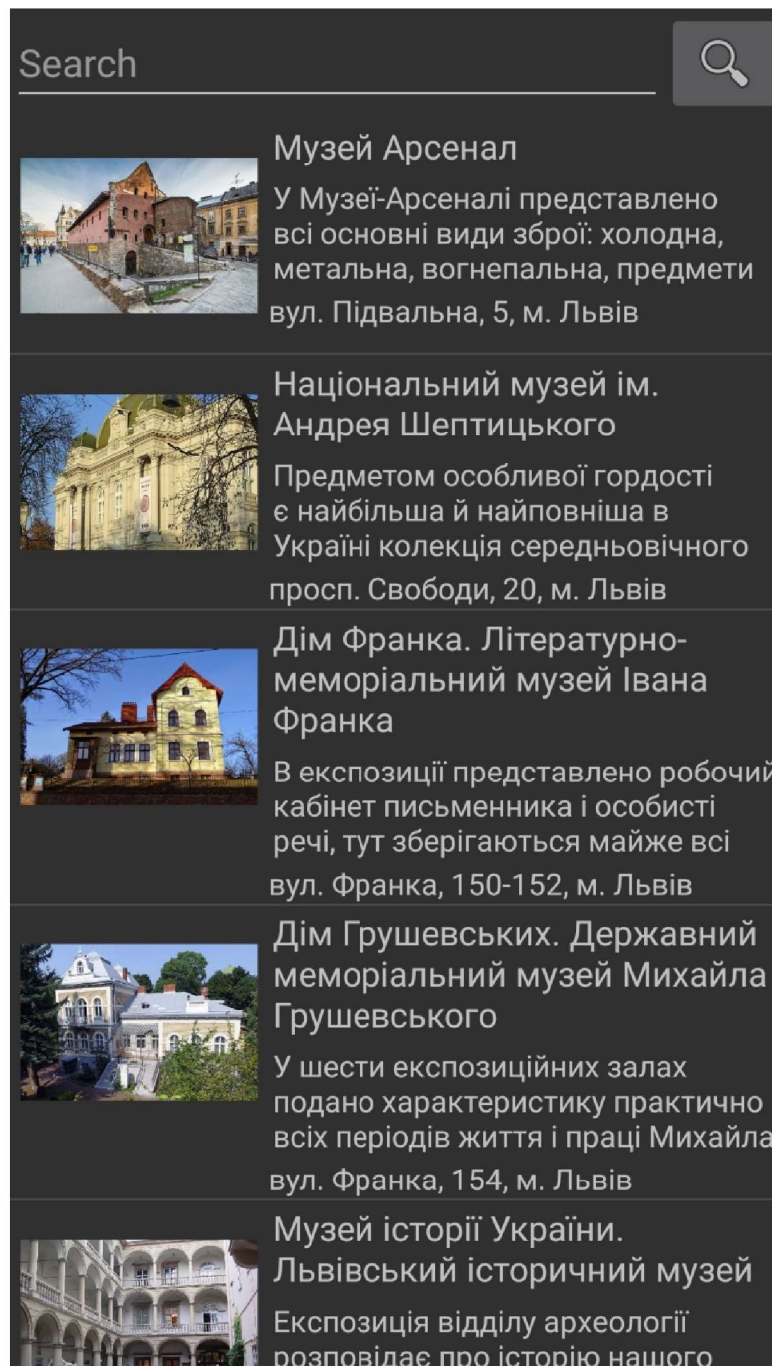 Search
Музей Арсенал
У Музеї-Арсеналі представлено
всі основні види зброї: холодна,
метальна, вогнепальна, предмети
вул. Підвальна, 5, м. Львів
Національний музей ім.
Андрея Шептицького
Предметом особливої гордості
є найбільша й найповніша в
Україні колекція середньовічного
просп. Свободи, 20, м. Львів
Дім Франка. Літературно-
меморіальний музей Івана
Франка
В експозиції представлено робочий
кабінет письменника і особисті
речі, тут зберігаються майже всі
вул. Франка, 150-152, м. Львів
Дім Грушевських. Державний
меморіальний музей Михайла
Грушевського
У шести експозиційних залах
подано характеристику практично
всіх періодів життя і праці Михайла
вул. Франка, 154, м. Львів
Музей історії України.
Львівський історичний музей
Експозиція відділу археології
розповідає про історію нашого